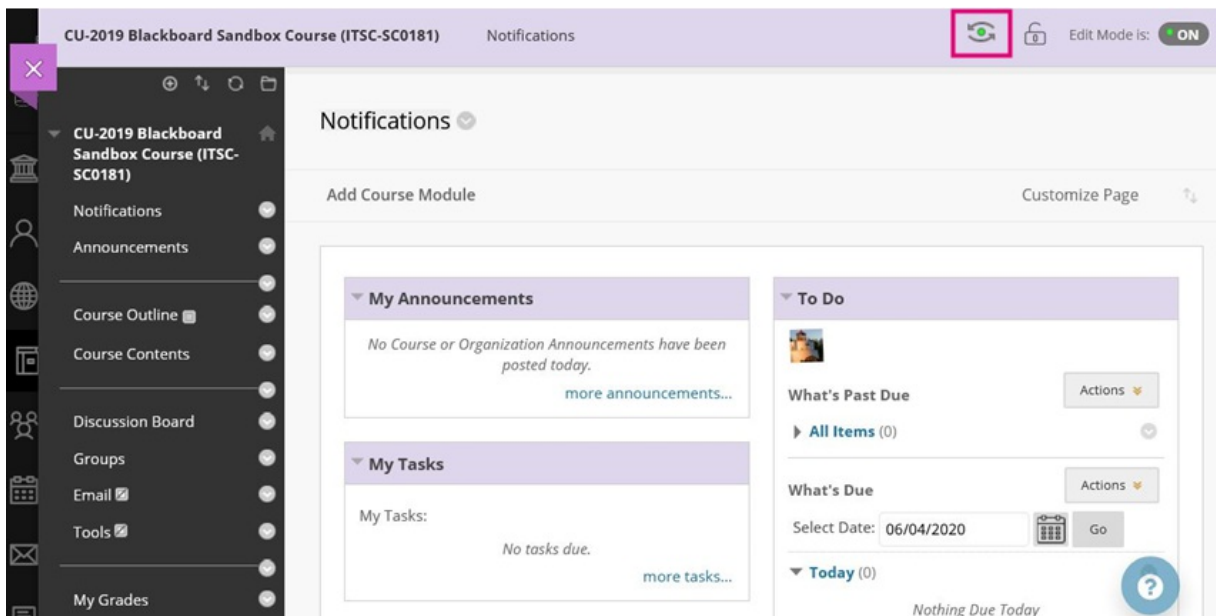 CU-2019 Blackboard Sandbox Course (ITSC-SC0181) Notifications Edit Mode is: ON
CU-2019 Blackboard
Sandbox Course (ITSC-
SC0181)
Notifications
Announcements
Course Outline
Course Contents
Discussion Board
Groups
Email
Tools
My Grades
Notifications
Add Course Module Customize Page
My Announcements
No Course or Organization Announcements have been
posted today.
more announcements...
My Tasks
My Tasks:
No tasks due.
more tasks...
To Do
What's Past Due Actions
All Items (0)
What's Due Actions
Select Date: 06/04/2020 Go
Today (0)
Nothing Due Today
?